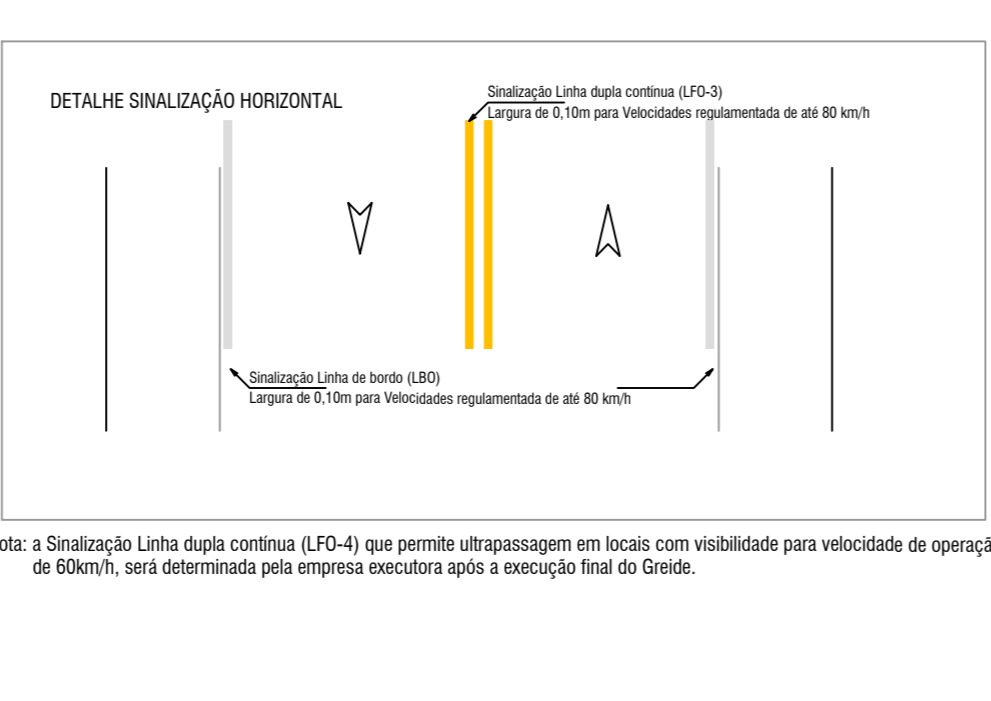 DETALHE SINALIZAÇÃO HORIZONTAL
Sinalização Linha dupla contínua (LFO-3)
Largura de 0,10m para Velocidades regulamentada de até 80 km/h
Sinalização Linha de bordo (LBO)
Largura de 0,10m para Velocidades regulamentada de até 80 km/h
ota: a Sinalização Linha dupla contínua (LFO-4) que permite ultrapassagem em locais com visibilidade para velocidade de operaçã
de 60km/h, será determinada pela empresa executora após a execução final do Greide.